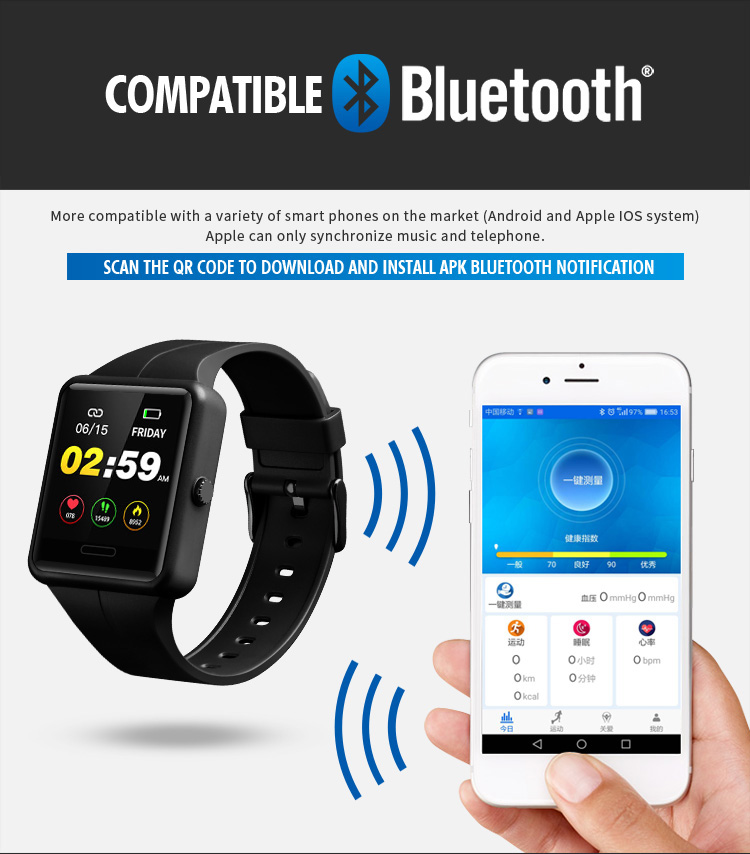 COMPATIBLE Bluetooth®
More compatible with a variety of smart phones on the market (Android and Apple IOS system)
Apple can only synchronize music and telephone.
SCAN THE QR CODE TO DOWNLOAD AND INSTALL APK BLUETOOTH NOTIFICATION
06/15 FRIDAY
02:59 AM
078 15489 8952
中国移动 97% 16:53
一键测量
健康指数
一般 70 良好 90 优秀
一键测量 血压 0 mmHg 0 mmHg
运动 睡眠 心率
0 0 小时 0 bpm
0 km 0 分钟
0 kcal
今日 运动 关爱 我的